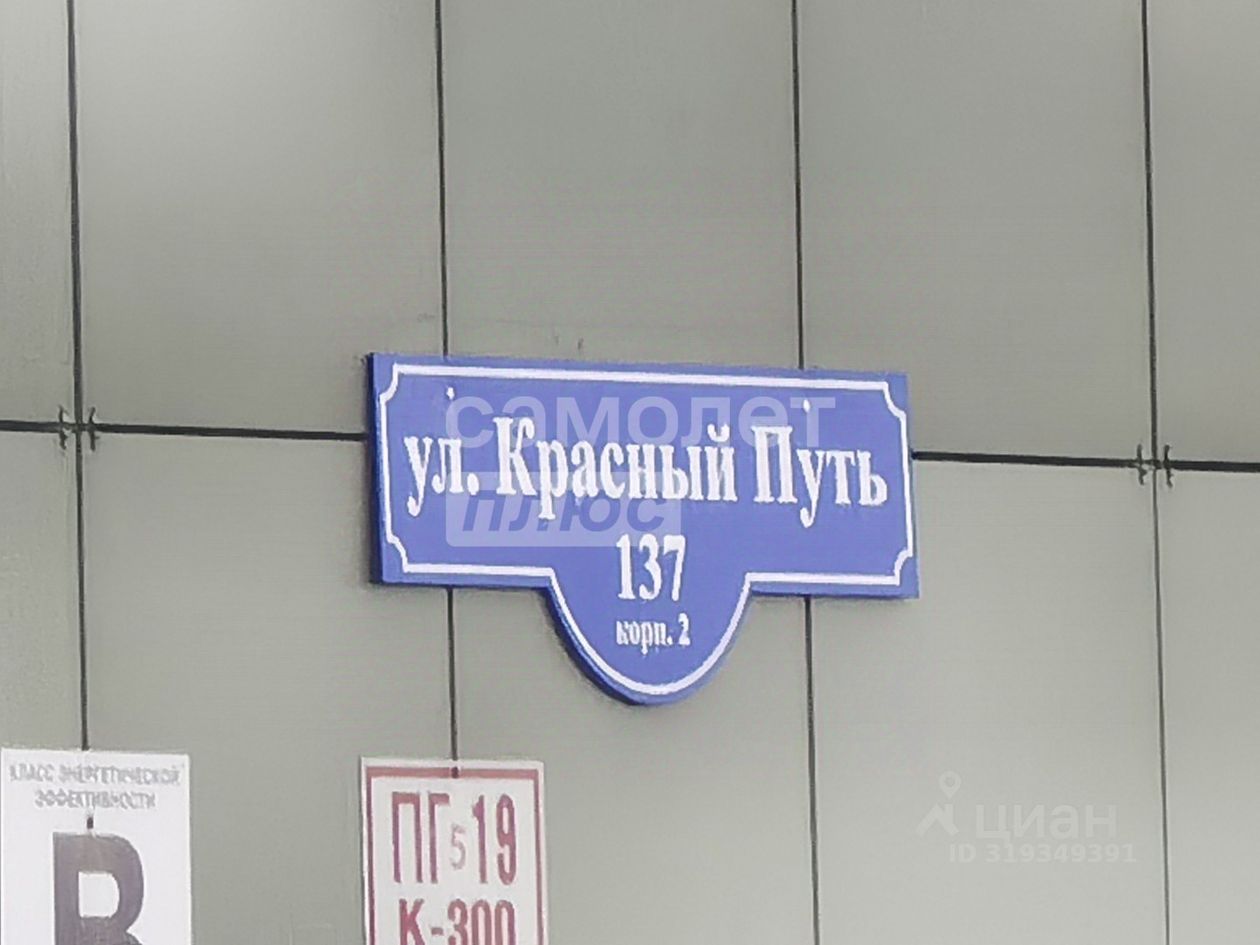 самолет
плюс
ул. Красный Путь
137
корп. 2
КЛАСС ЭНЕРГЕТИЧЕСКОЙ
ЭФФЕКТИВНОСТИ
B
ПГ 5 19
К-300
циан
ID 319349391